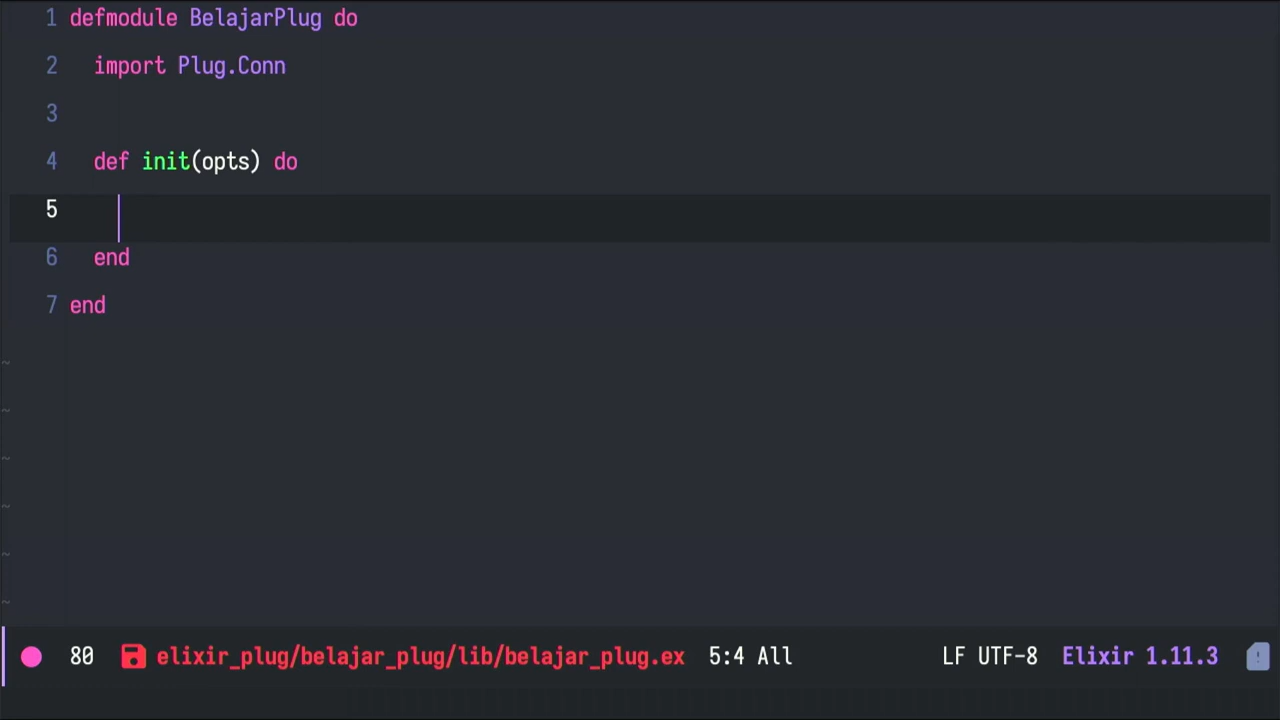 1 defmodule BelajarPlug do
2   import Plug.Conn
3
4   def init(opts) do
5
6   end
7 end
~
~
~
~
~
~
80 elixir_plug/belajar_plug/lib/belajar_plug.ex 5:4 All LF UTF-8 Elixir 1.11.3